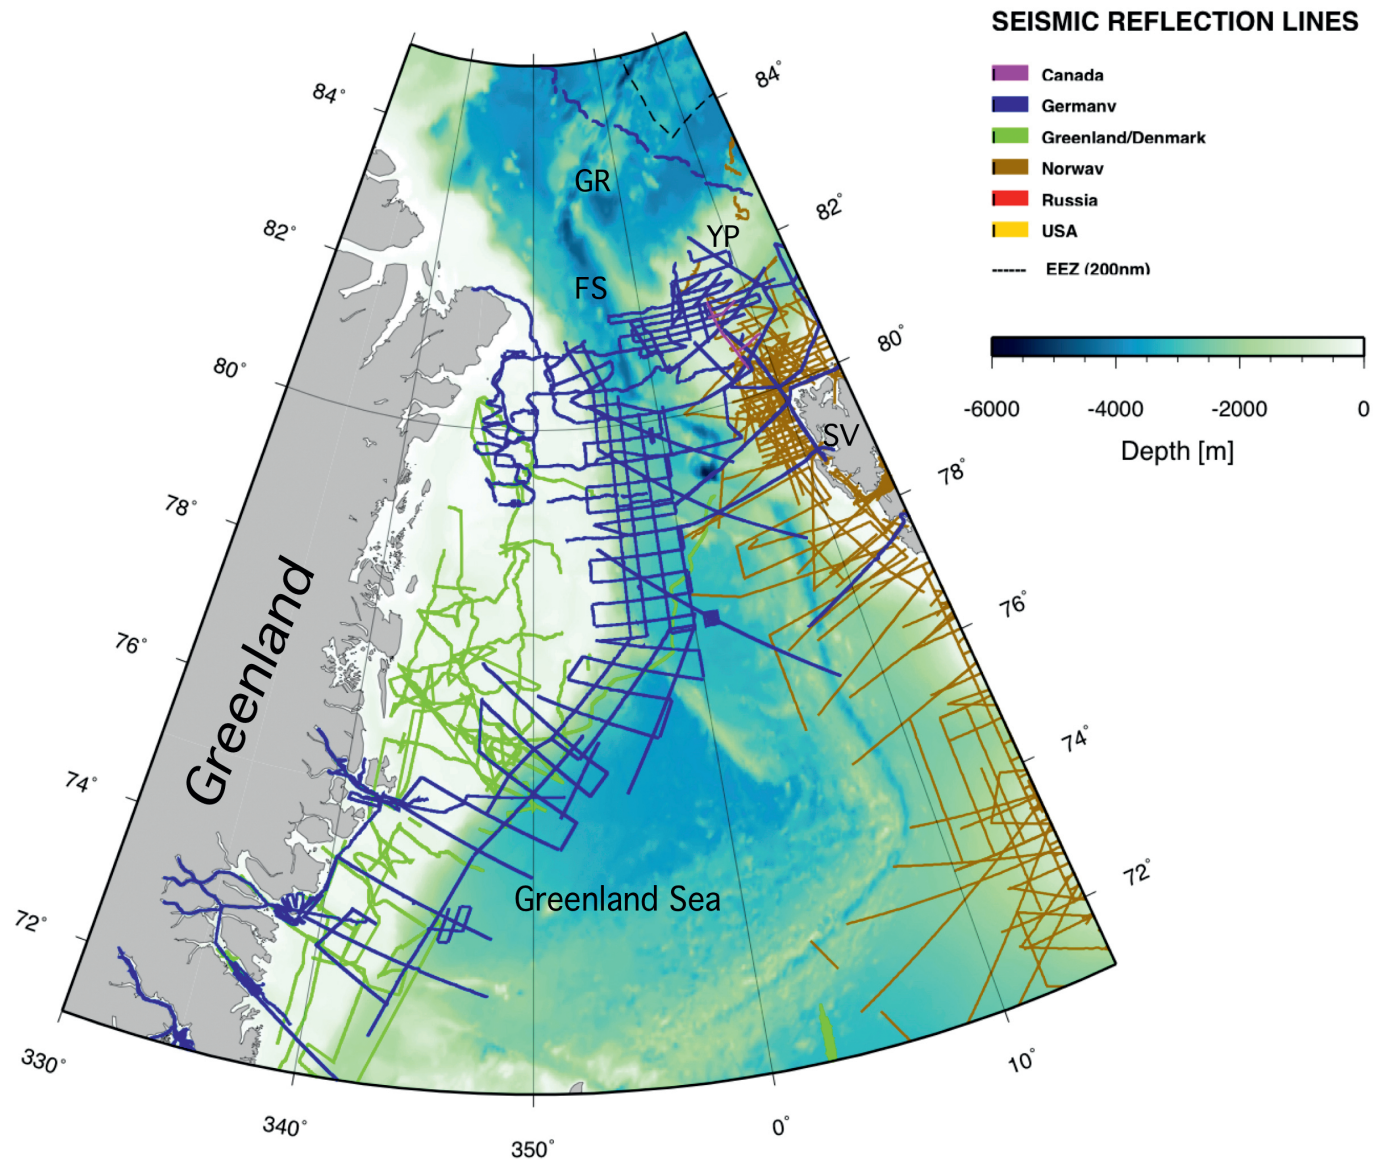 SEISMIC REFLECTION LINES
Canada
Germanv
Greenland/Denmark
Norwav
Russia
USA
EEZ (200nm)
-6000 -4000 -2000 0
Depth [m]
84°
84°
GR
82°
82°
YP
FS
80°
80°
SV
78°
78°
Greenland
76°
76°
74°
74°
Greenland Sea
72°
72°
330°
340°
350°
0°
10°